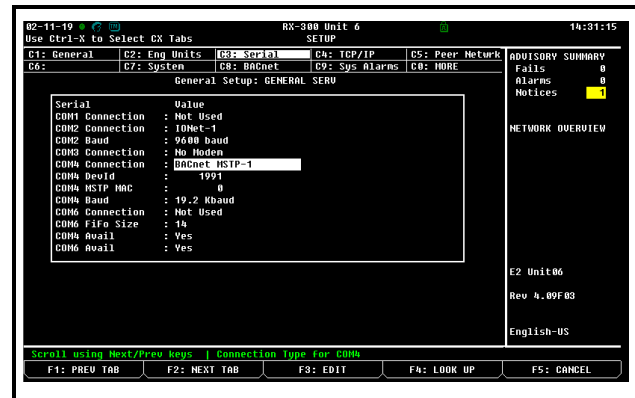 02-11-19 RX-300 Unit 6 14:31:15
Use Ctrl-X to Select CX Tabs SETUP
C1: General C2: Eng Units C3: Serial C4: TCP/IP C5: Peer Netwrk
C6: C7: System C8: BACnet C9: Sys Alarms C0: MORE
ADVISORY SUMMARY
Fails 0
Alarms 0
Notices 1
NETWORK OVERVIEW
General Setup: GENERAL SERV
Serial Value
COM1 Connection : Not Used
COM2 Connection : IONet-1
COM2 Baud : 9600 baud
COM3 Connection : No Modem
COM4 Connection : BACnet MSTP-1
COM4 DevId : 1991
COM4 MSTP MAC : 0
COM4 Baud : 19.2 Kbaud
COM6 Connection : Not Used
COM6 FiFo Size : 14
COM4 Avail : Yes
COM6 Avail : Yes
E2 Unit06
Rev 4.09F03
English-US
Scroll using Next/Prev keys | Connection Type for COM4
F1: PREV TAB F2: NEXT TAB F3: EDIT F4: LOOK UP F5: CANCEL